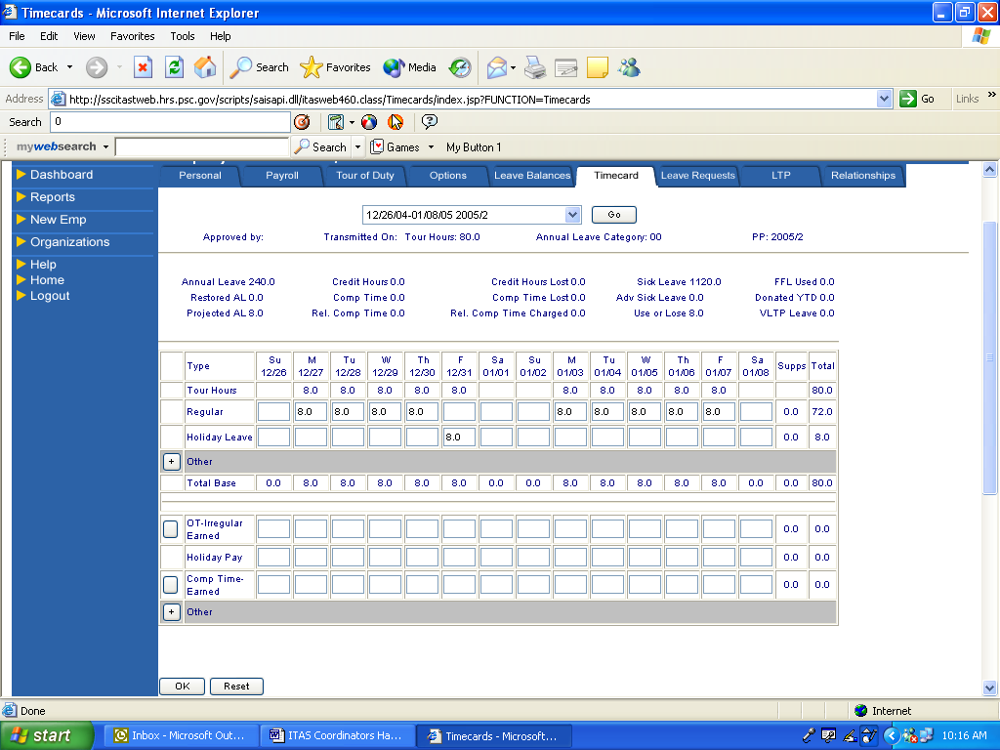 Timecards - Microsoft Internet Explorer
File Edit View Favorites Tools Help
Back Search Favorites Media
Address http://sscitastweb.hrs.psc.gov/scripts/saisapi.dll/itasweb460.class/Timecards/index.jsp?FUNCTION=Timecards Go Links »
Search 0
mywebsearch Search Games My Button 1
Dashboard
Reports
New Emp
Organizations
Help
Home
Logout
Personal Payroll Tour of Duty Options Leave Balances Timecard Leave Requests LTP Relationships
12/26/04-01/08/05 2005/2 Go
Approved by: Transmitted On: Tour Hours: 80.0 Annual Leave Category: 00 PP: 2005/2
Annual Leave 240.0 Credit Hours 0.0 Credit Hours Lost 0.0 Sick Leave 1120.0 FFL Used 0.0
Restored AL 0.0 Comp Time 0.0 Comp Time Lost 0.0 Adv Sick Leave 0.0 Donated YTD 0.0
Projected AL 8.0 Rel. Comp Time 0.0 Rel. Comp Time Charged 0.0 Use or Lose 8.0 VLTP Leave 0.0
Type Su 12/26 M 12/27 Tu 12/28 W 12/29 Th 12/30 F 12/31 Sa 01/01 Su 01/02 M 01/03 Tu 01/04 W 01/05 Th 01/06 F 01/07 Sa 01/08 Supps Total
Tour Hours 8.0 8.0 8.0 8.0 8.0 8.0 8.0 8.0 8.0 8.0 80.0
Regular 8.0 8.0 8.0 8.0 8.0 8.0 8.0 8.0 8.0 0.0 72.0
Holiday Leave 8.0 0.0 8.0
+ Other
Total Base 0.0 8.0 8.0 8.0 8.0 8.0 0.0 0.0 8.0 8.0 8.0 8.0 8.0 0.0 0.0 80.0
OT-Irregular Earned 0.0 0.0
Holiday Pay 0.0 0.0
Comp Time-Earned 0.0 0.0
+ Other
OK Reset
Done Internet
start Inbox - Microsoft Out... ITAS Coordinators Ha... Timecards - Microsoft... 10:16 AM